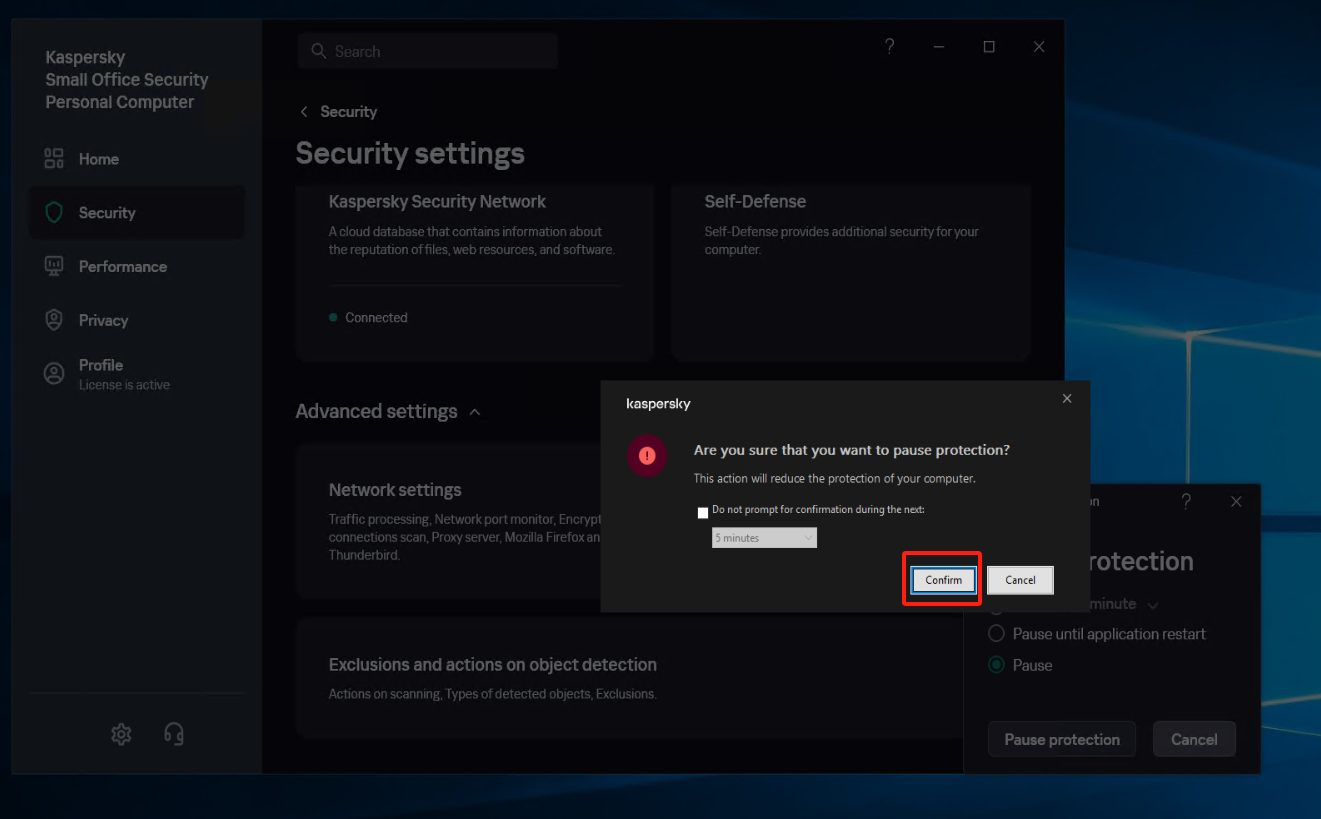 Kaspersky
Small Office Security
Personal Computer
Home
Security
Performance
Privacy
Profile
License is active
Search
?
Security
Security settings
Kaspersky Security Network
A cloud database that contains information about
the reputation of files, web resources, and software.
Connected
Self-Defense
Self-Defense provides additional security for your
computer.
Advanced settings
Network settings
Traffic processing, Network port monitor, Encrypt
connections scan, Proxy server, Mozilla Firefox an
Thunderbird.
Exclusions and actions on object detection
Actions on scanning, Types of detected objects, Exclusions.
kaspersky
Are you sure that you want to pause protection?
This action will reduce the protection of your computer.
Do not prompt for confirmation during the next:
5 minutes
Confirm
Cancel
on
?
rotection
minute
Pause until application restart
Pause
Pause protection
Cancel